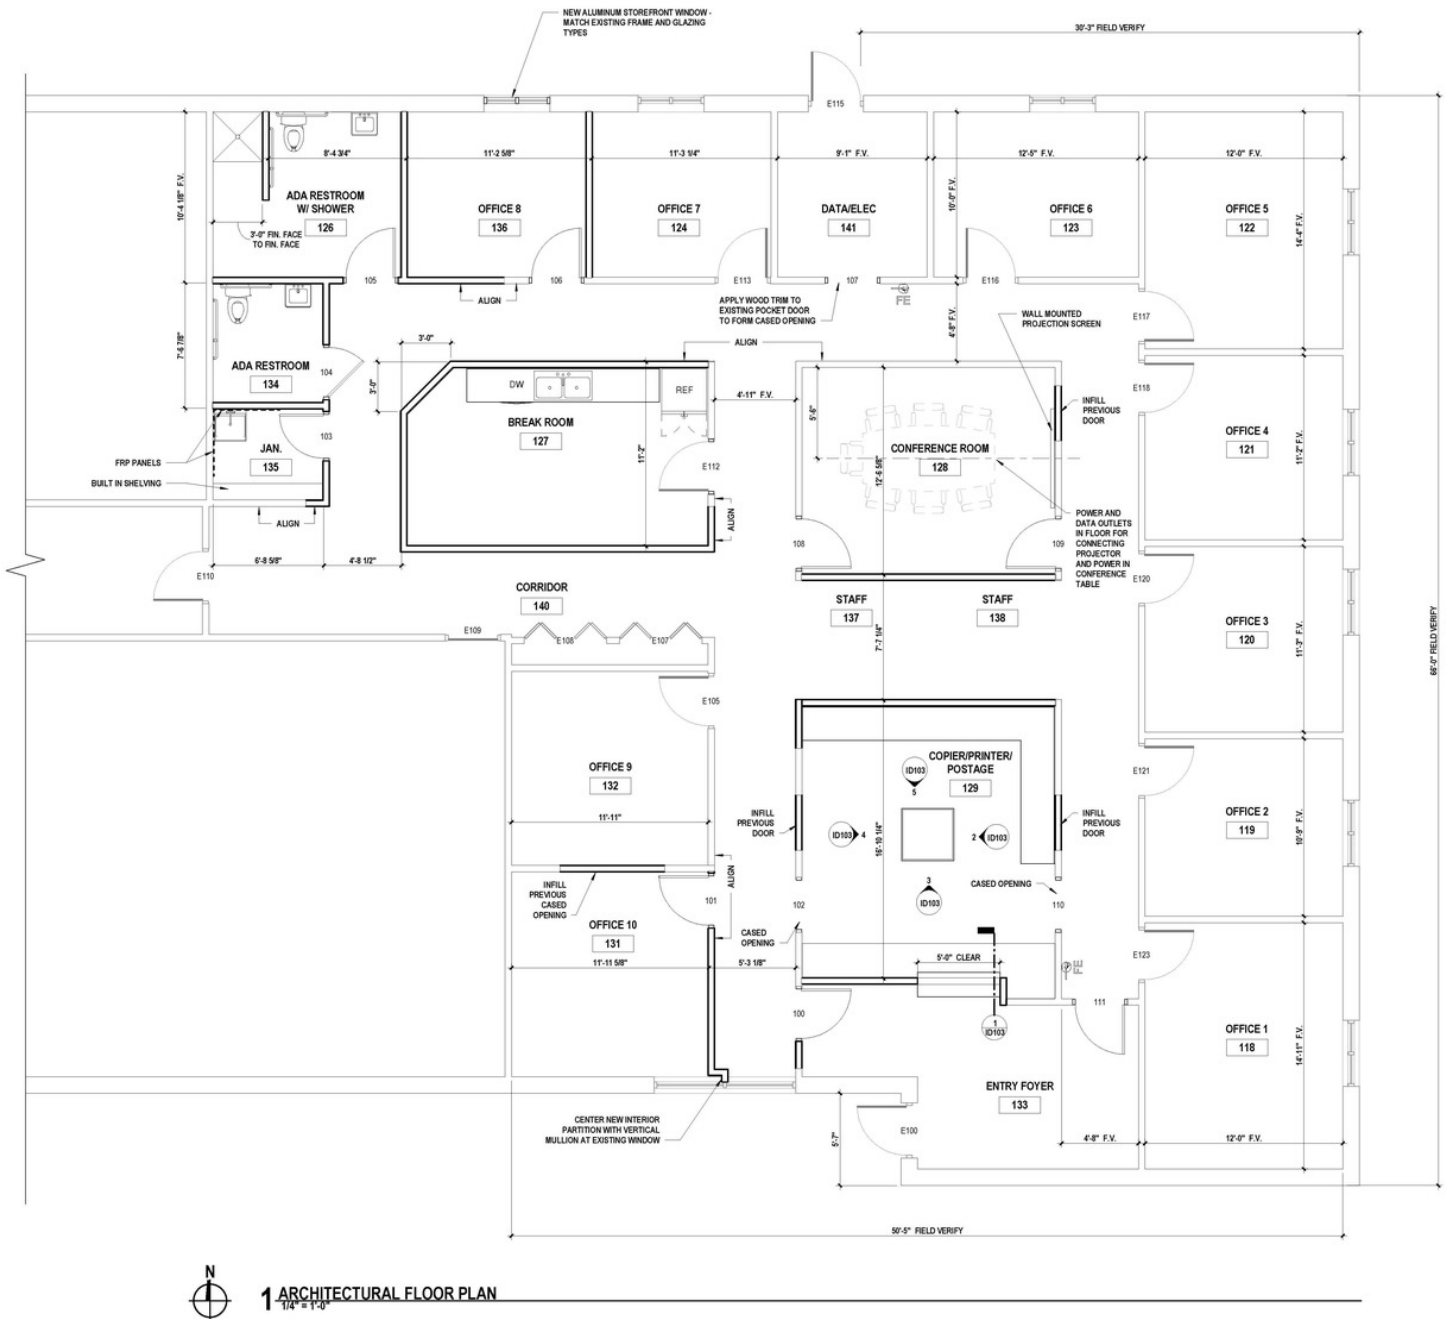 NEW ALUMINUM STOREFRONT WINDOW -
MATCH EXISTING FRAME AND GLAZING
TYPES
30'-3" FIELD VERIFY
E115
8'-4 3/4"
11'-2 5/8"
11'-3 1/4"
9'-1" F.V.
12'-5" F.V.
12'-0" F.V.
10'-4 1/8" F.V.
10'-0" F.V.
14'-4" F.V.
ADA RESTROOM
W/ SHOWER
126
3'-0" FIN. FACE
TO FIN. FACE
OFFICE 8
136
OFFICE 7
124
DATA/ELEC
141
OFFICE 6
123
OFFICE 5
122
105
106
E113
107
E116
FE
ALIGN
APPLY WOOD TRIM TO
EXISTING POCKET DOOR
TO FORM CASED OPENING
4'-8" F.V.
WALL MOUNTED
PROJECTION SCREEN
E117
7'-6 7/8"
ADA RESTROOM
134
104
3'-0"
3'-0"
ALIGN
DW
REF
4'-11" F.V.
5'-6"
E118
INFILL
PREVIOUS
DOOR
BREAK ROOM
127
11'-2"
E112
CONFERENCE ROOM
128
12'-6 5/8"
OFFICE 4
121
11'-2" F.V.
103
JAN.
135
FRP PANELS
BUILT IN SHELVING
ALIGN
ALIGN
6'-8 5/8"
4'-8 1/2"
108
109
POWER AND
DATA OUTLETS
IN FLOOR FOR
CONNECTING
PROJECTOR
AND POWER IN
CONFERENCE
TABLE
E110
E120
CORRIDOR
140
STAFF
137
STAFF
138
7'-7 1/4"
OFFICE 3
120
11'-3" F.V.
66'-0" FIELD VERIFY
E109
E108
E107
E105
OFFICE 9
132
11'-11"
COPIER/PRINTER/
POSTAGE
129
ID103
5
E121
INFILL
PREVIOUS
DOOR
ID103
4
16'-10 1/4"
2
ID103
INFILL
PREVIOUS
DOOR
OFFICE 2
119
10'-9" F.V.
ALIGN
INFILL
PREVIOUS
CASED
OPENING
101
102
3
ID103
CASED OPENING
110
OFFICE 10
131
CASED
OPENING
11'-11 5/8"
5'-3 1/8"
5'-0" CLEAR
FE
E123
100
1
ID103
111
OFFICE 1
118
14'-11" F.V.
ENTRY FOYER
133
CENTER NEW INTERIOR
PARTITION WITH VERTICAL
MULLION AT EXISTING WINDOW
5'-7"
E100
4'-8" F.V.
12'-0" F.V.
50'-5" FIELD VERIFY
N
1 ARCHITECTURAL FLOOR PLAN
1/4" = 1'-0"